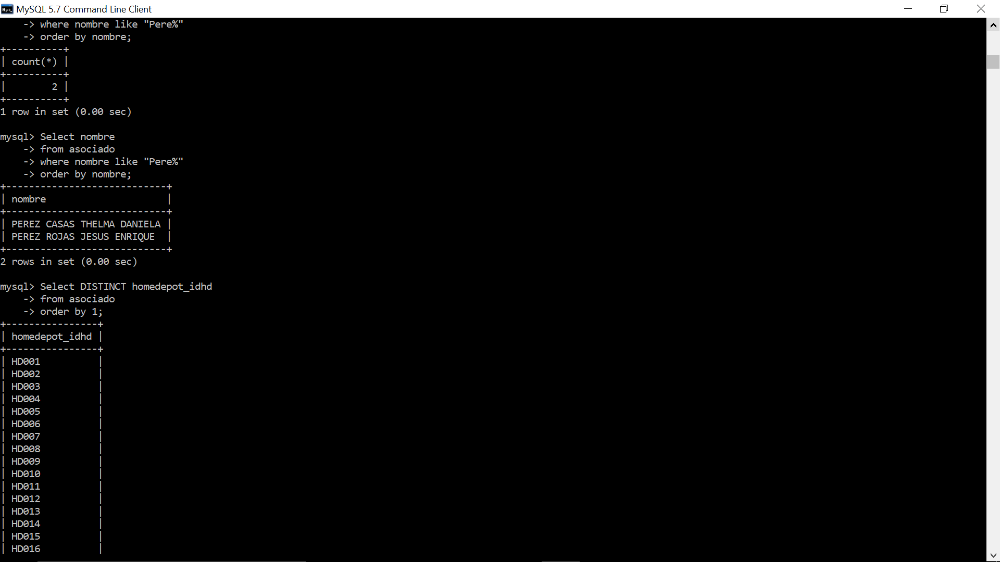 MySQL 5.7 Command Line Client
    -> where nombre like "Pere%"
    -> order by nombre;
+----------+
| count(*) |
+----------+
|        2 |
+----------+
1 row in set (0.00 sec)

mysql> Select nombre
    -> from asociado
    -> where nombre like "Pere%"
    -> order by nombre;
+----------------------------+
| nombre                     |
+----------------------------+
| PEREZ CASAS THELMA DANIELA |
| PEREZ ROJAS JESUS ENRIQUE  |
+----------------------------+
2 rows in set (0.00 sec)

mysql> Select DISTINCT homedepot_idhd
    -> from asociado
    -> order by 1;
+----------------+
| homedepot_idhd |
+----------------+
| HD001          |
| HD002          |
| HD003          |
| HD004          |
| HD005          |
| HD006          |
| HD007          |
| HD008          |
| HD009          |
| HD010          |
| HD011          |
| HD012          |
| HD013          |
| HD014          |
| HD015          |
| HD016          |